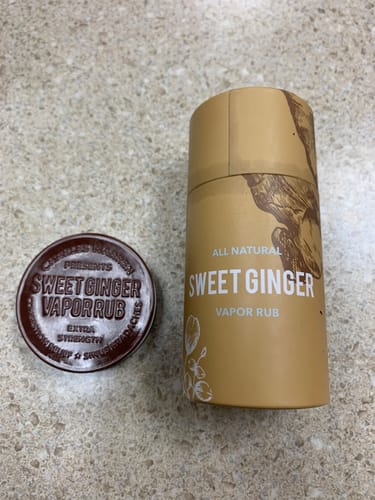 PRESENTS
SWEET GINGER
VAPOR RUB
EXTRA
STRENGTH
ALL NATURAL
SWEET GINGER
VAPOR RUB